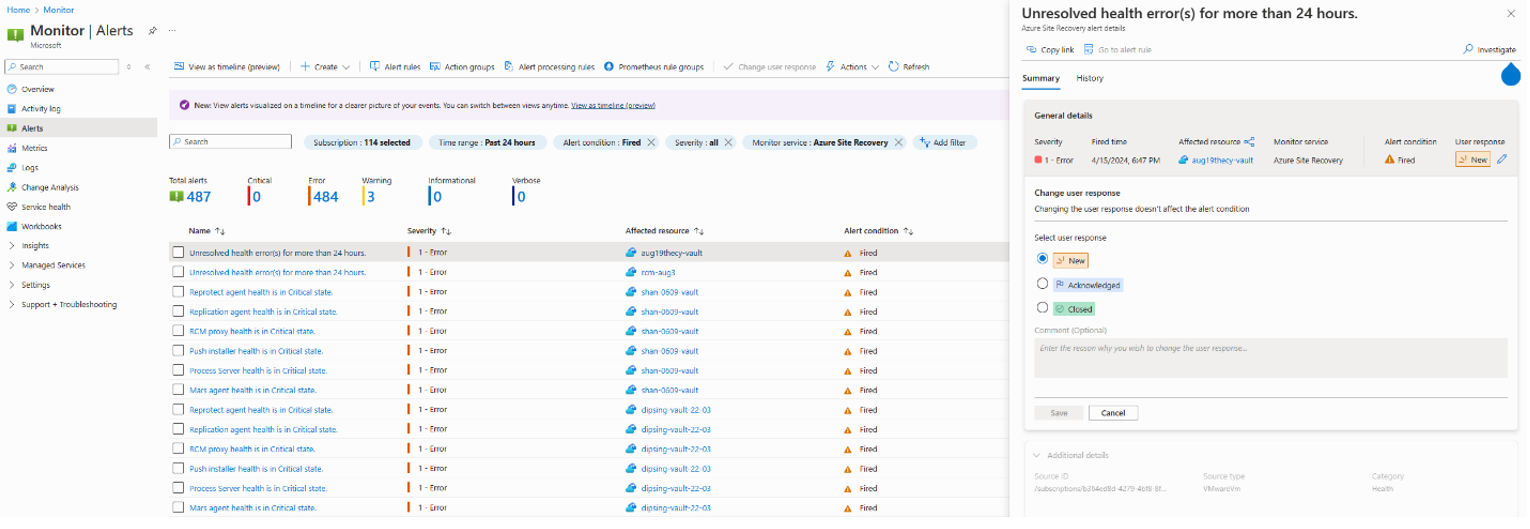 Home > Monitor
Monitor | Alerts
Microsoft
Search
Overview
Activity log
Alerts
Metrics
Logs
Change Analysis
Service health
Workbooks
Insights
Managed Services
Settings
Support + Troubleshooting
View as timeline (preview) Create Alert rules Action groups Alert processing rules Prometheus rule groups Change user response Actions Refresh
New: View alerts visualized on a timeline for a clearer picture of your events. You can switch between views anytime. View as timeline (preview)
Search Subscription : 114 selected Time range : Past 24 hours Alert condition : Fired Severity : all Monitor service : Azure Site Recovery Add filter
Total alerts Critical Error Warning Informational Verbose
487 0 484 3 0 0
Name Severity Affected resource Alert condition
Unresolved health error(s) for more than 24 hours. 1 - Error aug19thecy-vault Fired
Unresolved health error(s) for more than 24 hours. 1 - Error rcm-aug3 Fired
Reprotect agent health is in Critical state. 1 - Error shan-0609-vault Fired
Replication agent health is in Critical state. 1 - Error shan-0609-vault Fired
RCM proxy health is in Critical state. 1 - Error shan-0609-vault Fired
Push installer health is in Critical state. 1 - Error shan-0609-vault Fired
Process Server health is in Critical state. 1 - Error shan-0609-vault Fired
Mars agent health is in Critical state. 1 - Error shan-0609-vault Fired
Reprotect agent health is in Critical state. 1 - Error dipsing-vault-22-03 Fired
Replication agent health is in Critical state. 1 - Error dipsing-vault-22-03 Fired
RCM proxy health is in Critical state. 1 - Error dipsing-vault-22-03 Fired
Push installer health is in Critical state. 1 - Error dipsing-vault-22-03 Fired
Process Server health is in Critical state. 1 - Error dipsing-vault-22-03 Fired
Mars agent health is in Critical state. 1 - Error dipsing-vault-22-03 Fired
Unresolved health error(s) for more than 24 hours.
Azure Site Recovery alert details
Copy link Go to alert rule Investigate
Summary History
General details
Severity Fired time Affected resource Monitor service Alert condition User response
1 - Error 4/15/2024, 6:47 PM aug19thecy-vault Azure Site Recovery Fired New
Change user response
Changing the user response doesn't affect the alert condition
Select user response
New
Acknowledged
Closed
Comment (Optional)
Enter the reason why you wish to change the user response...
Save Cancel
Additional details
Source ID Source type Category
VMwareVm Health